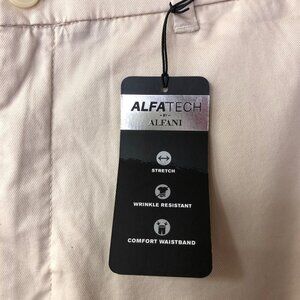 ALFATECH
BY
ALFANI
STRETCH
WRINKLE RESISTANT
COMFORT WAISTBAND